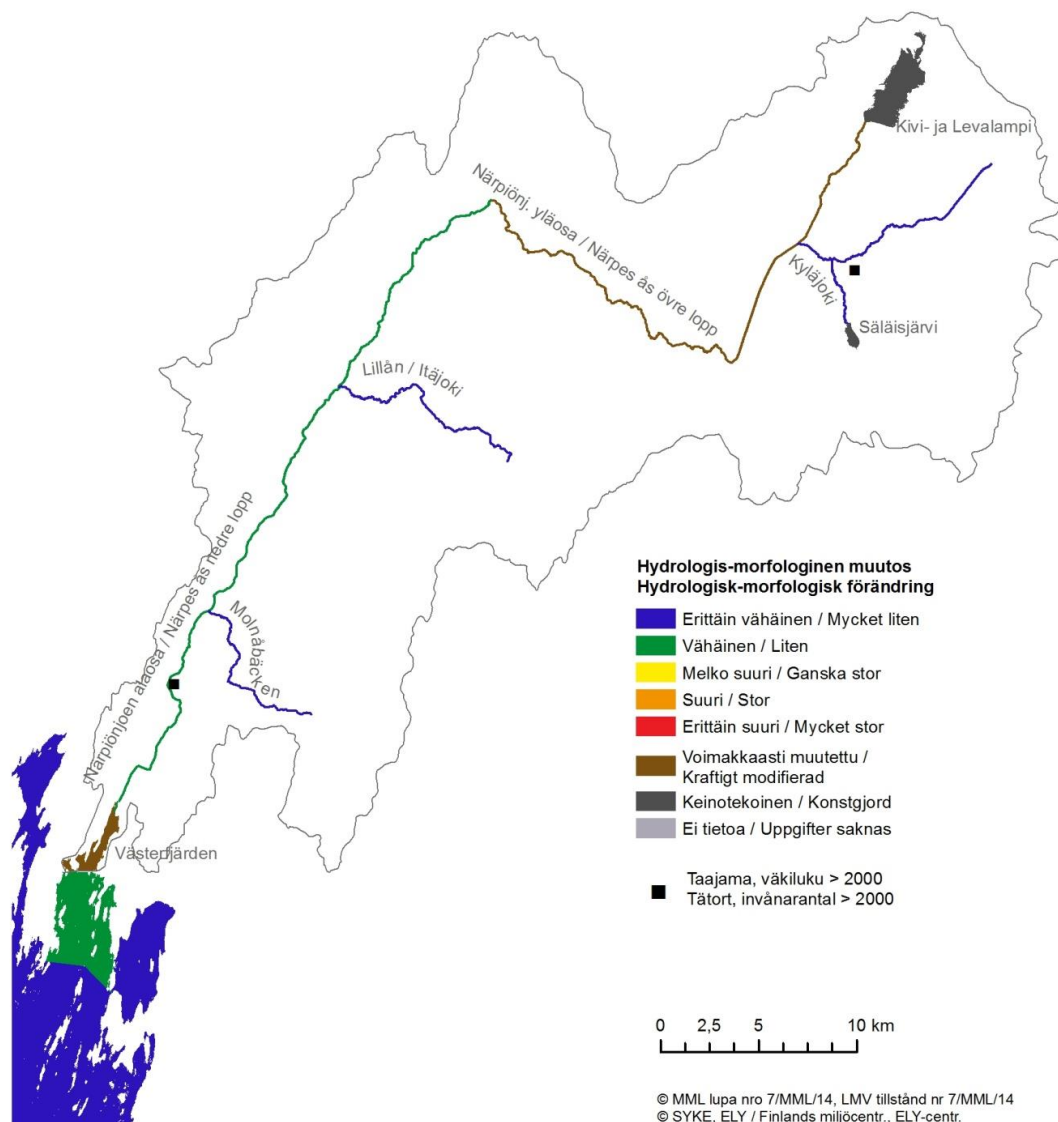 Kivi- ja Levalampi
Närpiönj. yläosa / Närpes ås övre lopp
Kyläjoki
Säläisjärvi
Lillån / Itäjoki
Närpiönjoen alaosa / Närpes ås nedre lopp
Molnåbäcken
Västerfjärden
Hydrologis-morfologinen muutos
Hydrologisk-morfologisk förändring
Erittäin vähäinen / Mycket liten
Vähäinen / Liten
Melko suuri / Ganska stor
Suuri / Stor
Erittäin suuri / Mycket stor
Voimakkaasti muutettu /
Kraftigt modifierad
Keinotekoinen / Konstgjord
Ei tietoa / Uppgifter saknas
Taajama, väkiluku > 2000
Tätort, invånarantal > 2000
0 2,5 5 10 km
© MML lupa nro 7/MML/14, LMV tillstånd nr 7/MML/14
© SYKE, ELY / Finlands miljöcentr., ELY-centr.